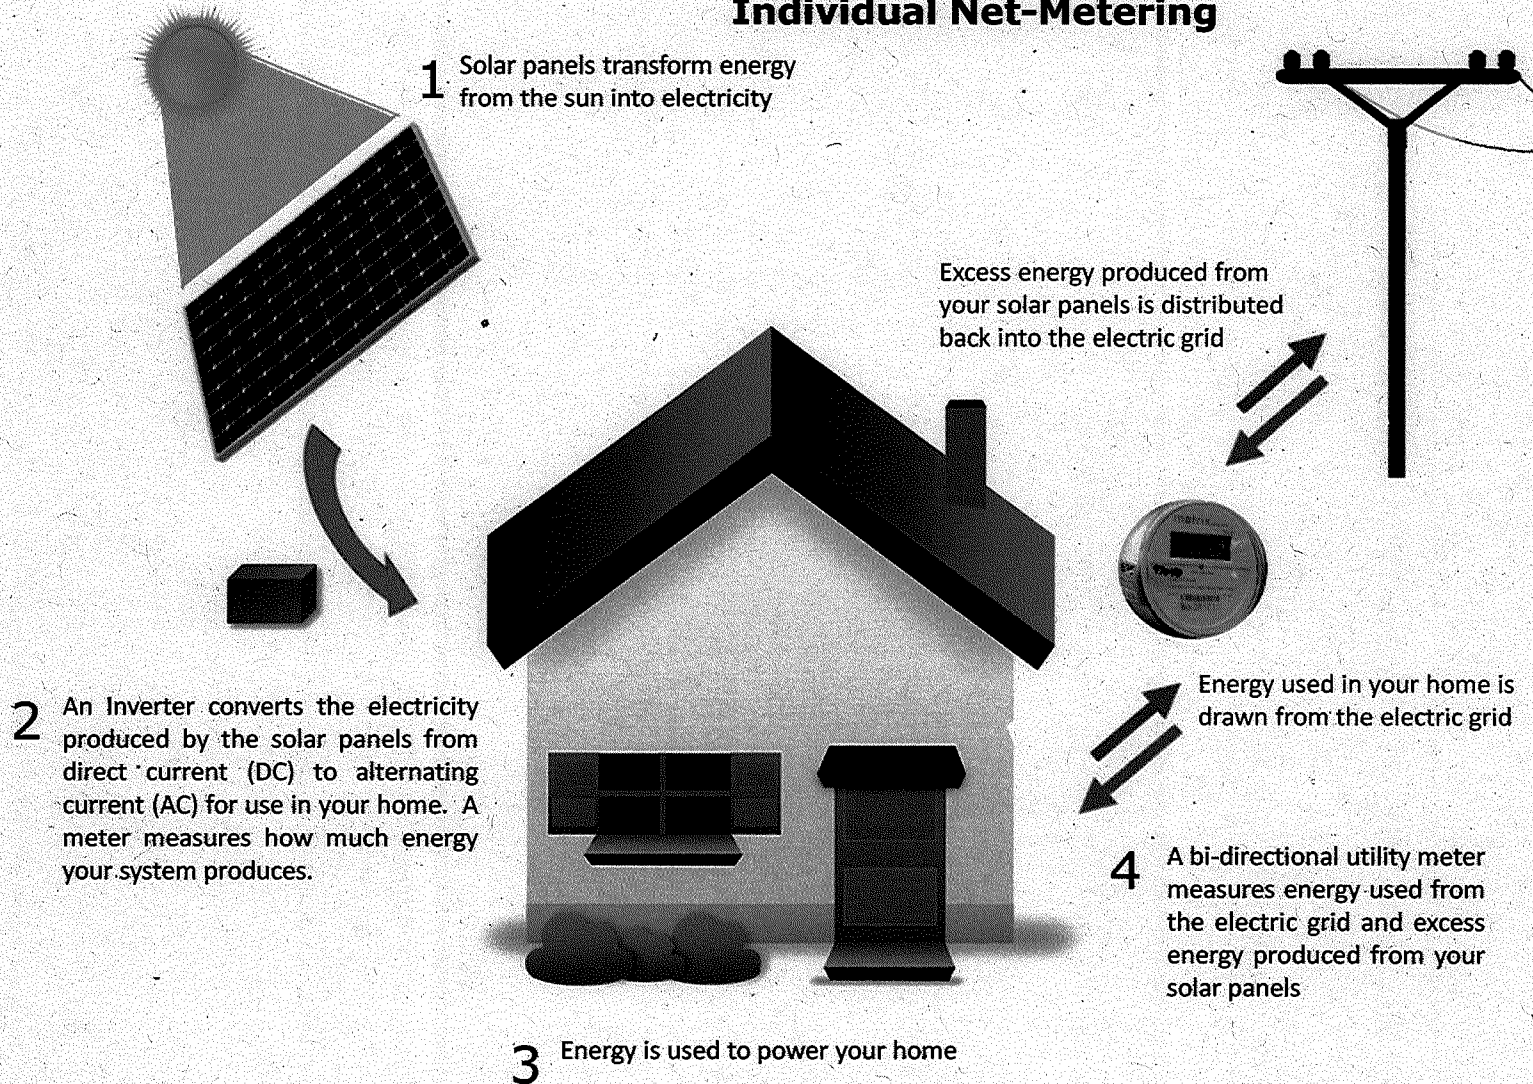 Individual Net-Metering
1 Solar panels transform energy
from the sun into electricity
Excess energy produced from
your solar panels is distributed
back into the electric grid
2 An Inverter converts the electricity
produced by the solar panels from
direct current (DC) to alternating
current (AC) for use in your home. A
meter measures how much energy
your system produces.
Energy used in your home is
drawn from the electric grid
4 A bi-directional utility meter
measures energy used from
the electric grid and excess
energy produced from your
solar panels
3 Energy is used to power your home